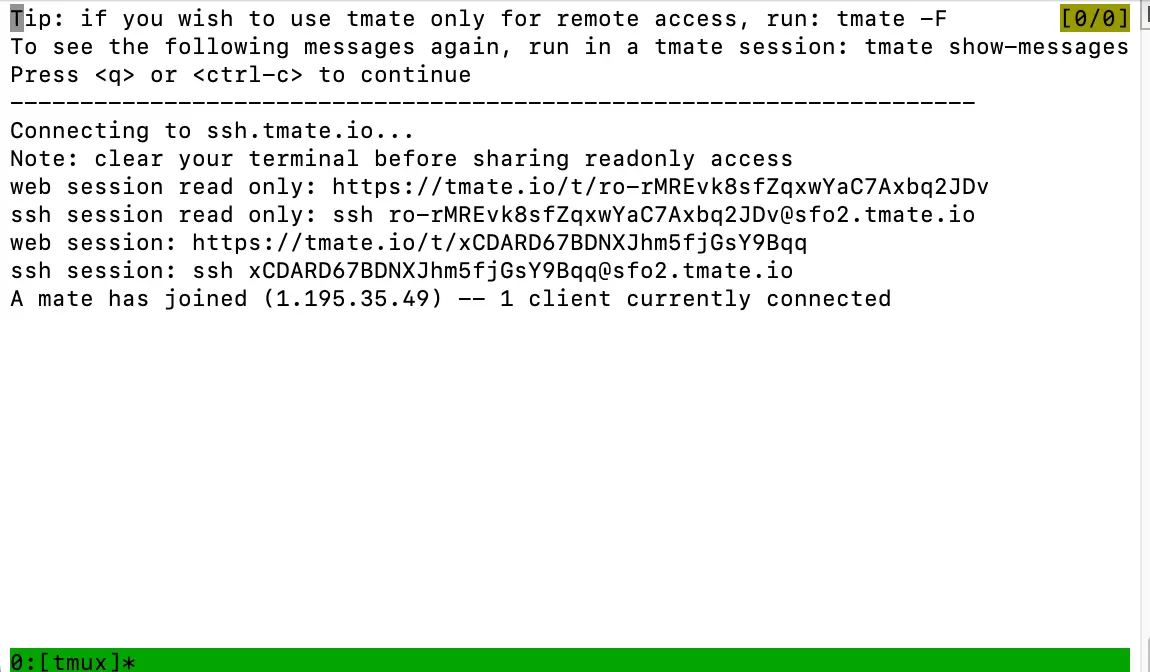 Tip: if you wish to use tmate only for remote access, run: tmate -F [0/0]
To see the following messages again, run in a tmate session: tmate show-messages
Press <q> or <ctrl-c> to continue
---------------------------------------------------------------------
Connecting to ssh.tmate.io...
Note: clear your terminal before sharing readonly access
web session read only: https://tmate.io/t/ro-rMREvk8sfZqxwYaC7Axbq2JDv
ssh session read only: ssh ro-rMREvk8sfZqxwYaC7Axbq2JDv@sfo2.tmate.io
web session: https://tmate.io/t/xCDARD67BDNXJhm5fjGsY9Bqq
ssh session: ssh xCDARD67BDNXJhm5fjGsY9Bqq@sfo2.tmate.io
A mate has joined (1.195.35.49) -- 1 client currently connected
0:[tmux]*